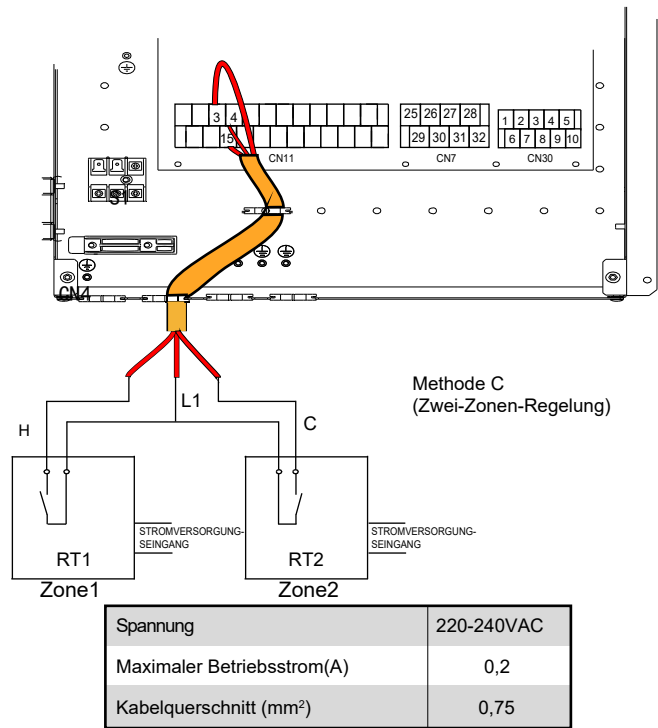 3 4
15
CN11
25 26 27 28
29 30 31 32
CN7
1 2 3 4 5
6 7 8 9 10
CN30
S1
CN4
Methode C
(Zwei-Zonen-Regelung)
L1
H
C
RT1
STROMVERSORGUNG-
SEINGANG
Zone1
RT2
STROMVERSORGUNG-
SEINGANG
Zone2
Spannung 220-240VAC
Maximaler Betriebsstrom(A) 0,2
Kabelquerschnitt (mm²) 0,75